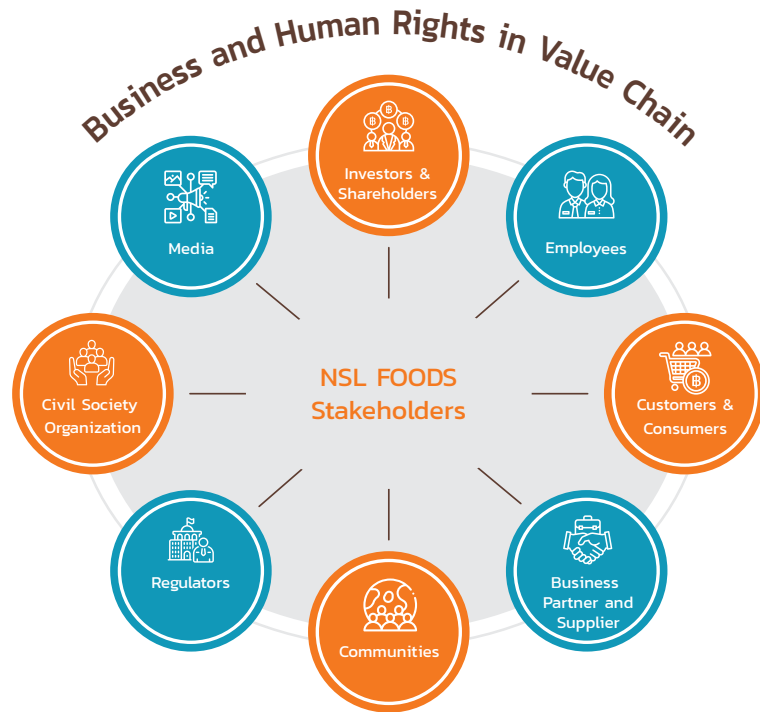 Business and Human Rights in Value Chain
Investors &
Shareholders
Employees
Customers &
Consumers
Business
Partner and
Supplier
Communities
Regulators
Civil Society
Organization
Media
NSL FOODS
Stakeholders